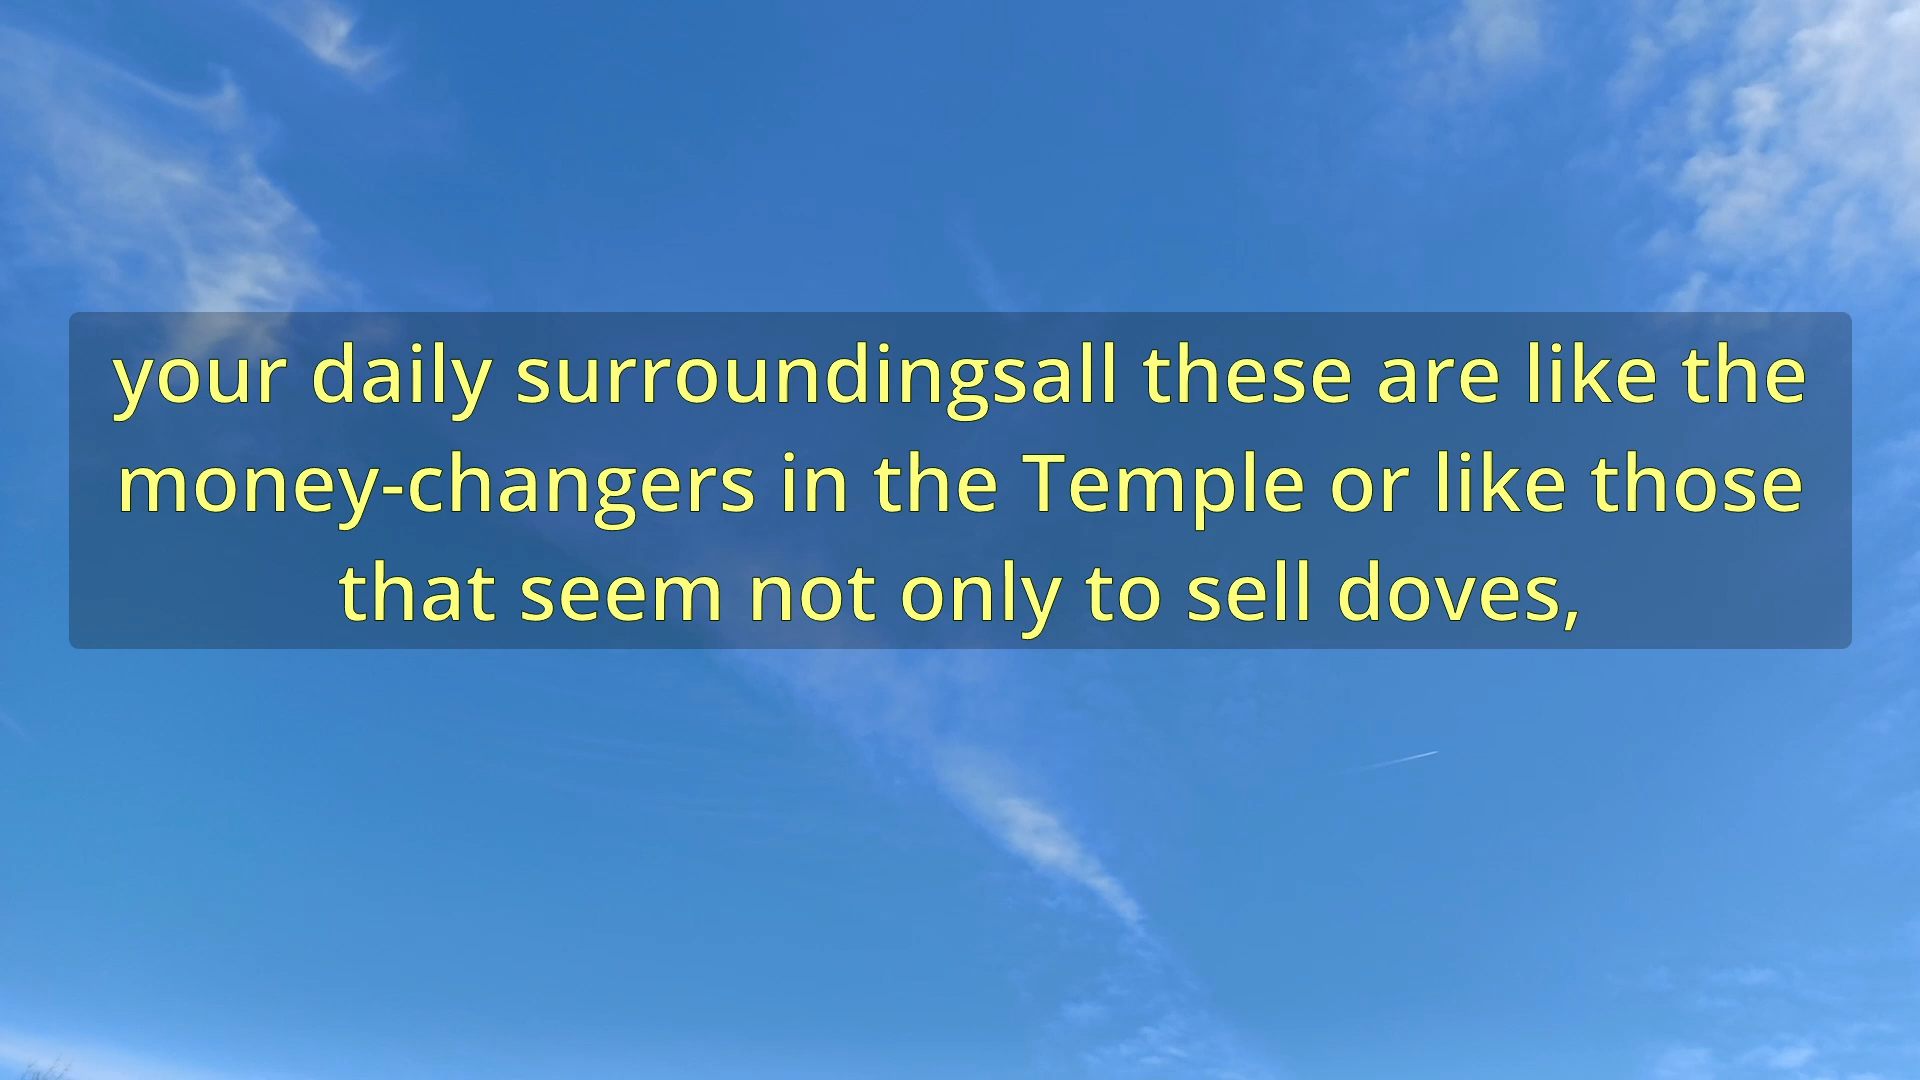 your daily surroundingsall these are like the
money-changers in the Temple or like those
that seem not only to sell doves,